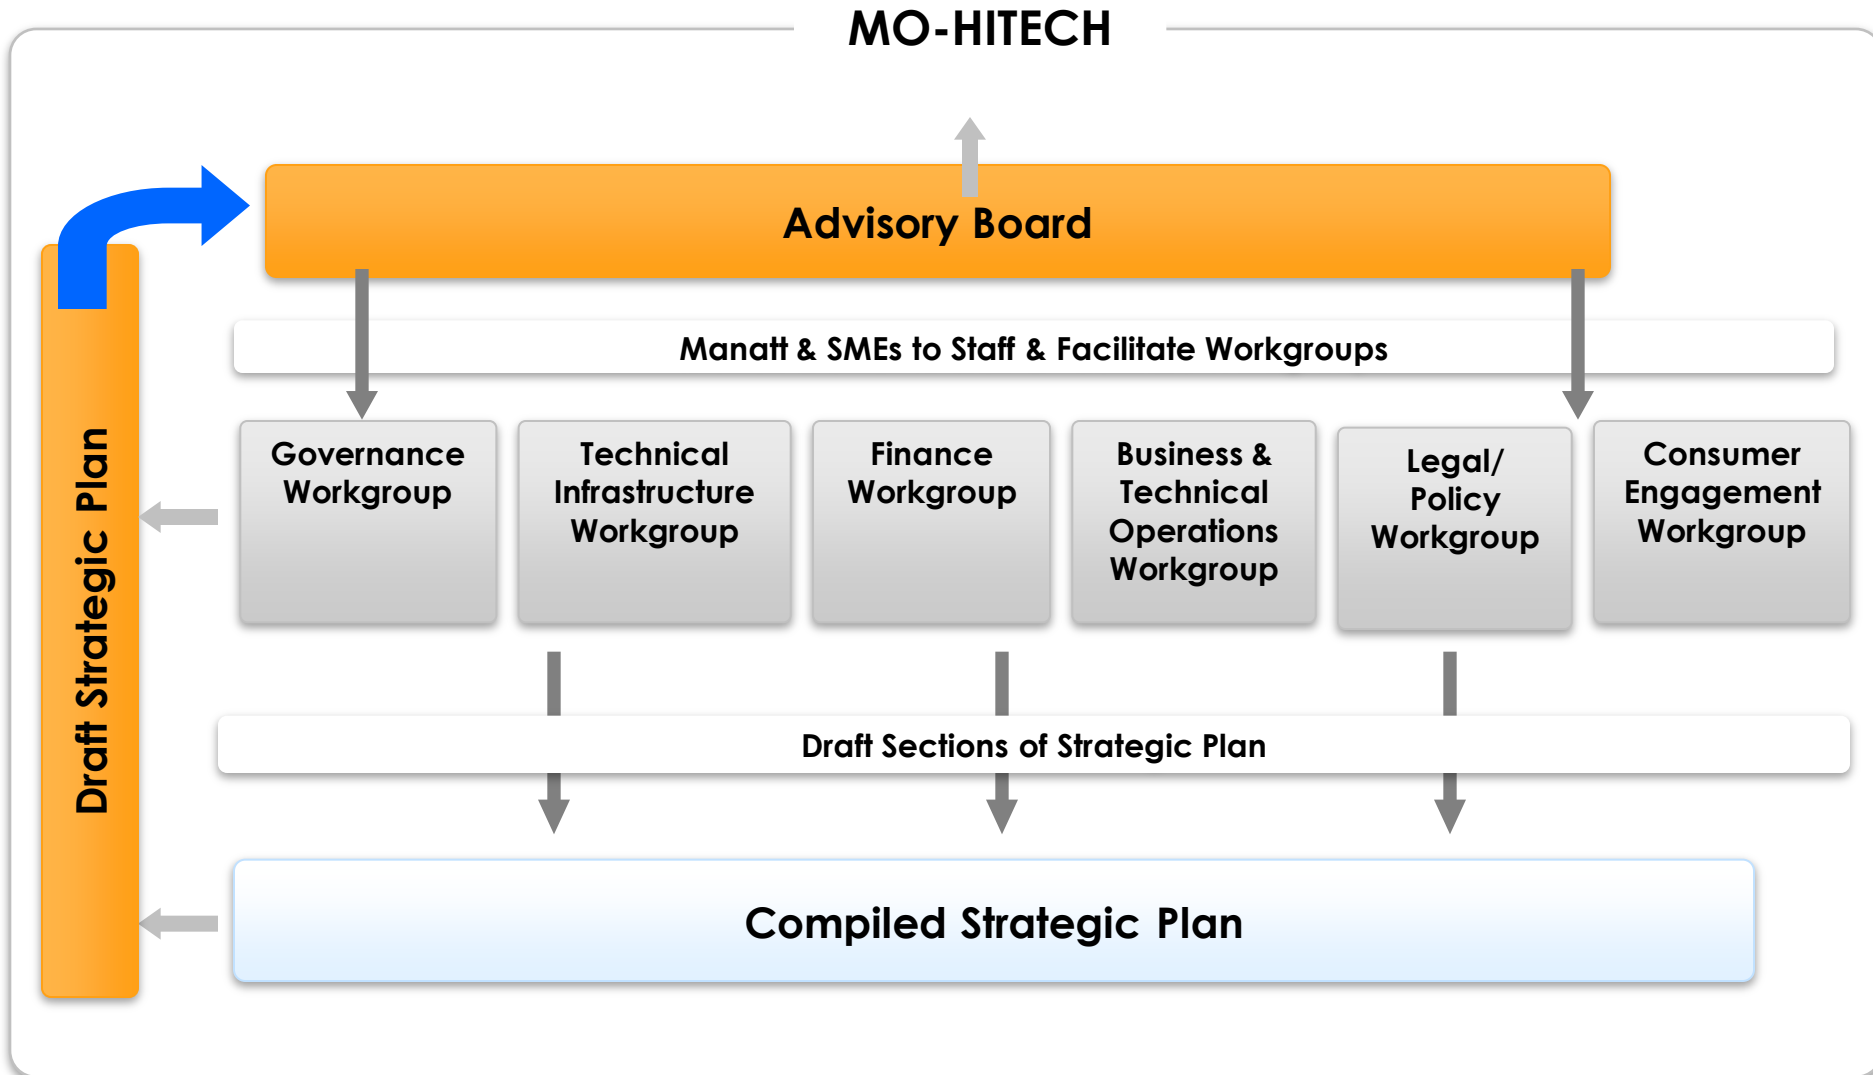 MO-HITECH
Advisory Board
Manatt & SMEs to Staff & Facilitate Workgroups
Governance
Workgroup
Technical
Infrastructure
Workgroup
Finance
Workgroup
Business &
Technical
Operations
Workgroup
Legal/
Policy
Workgroup
Consumer
Engagement
Workgroup
Draft Strategic Plan
Draft Sections of Strategic Plan
Compiled Strategic Plan